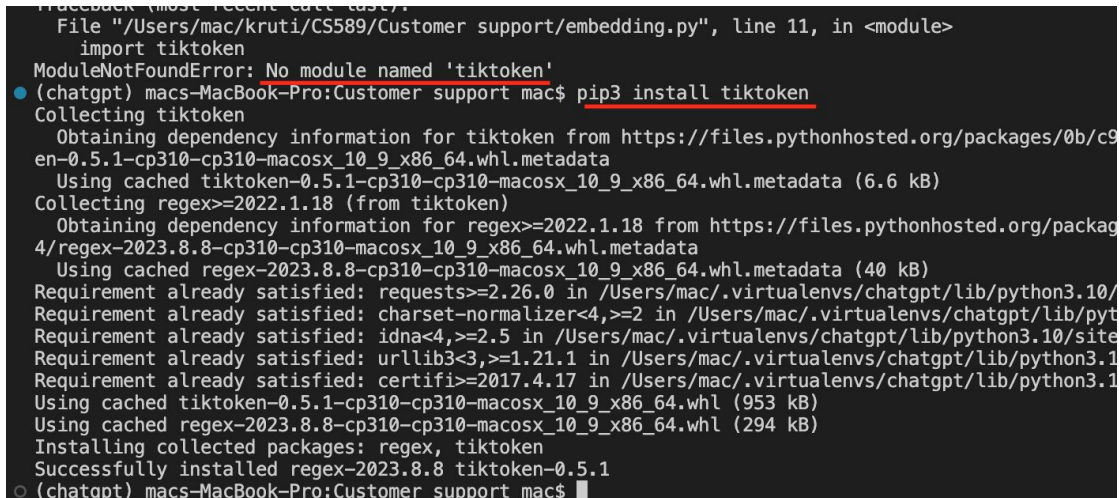 Traceback (most recent call last):
File "/Users/mac/kruti/CS589/Customer support/embedding.py", line 11, in <module>
import tiktoken
ModuleNotFoundError: No module named 'tiktoken'
(chatgpt) macs-MacBook-Pro:Customer support mac$ pip3 install tiktoken
Collecting tiktoken
Obtaining dependency information for tiktoken from https://files.pythonhosted.org/packages/0b/c9
en-0.5.1-cp310-cp310-macosx_10_9_x86_64.whl.metadata
Using cached tiktoken-0.5.1-cp310-cp310-macosx_10_9_x86_64.whl.metadata (6.6 kB)
Collecting regex>=2022.1.18 (from tiktoken)
Obtaining dependency information for regex>=2022.1.18 from https://files.pythonhosted.org/packag
4/regex-2023.8.8-cp310-cp310-macosx_10_9_x86_64.whl.metadata
Using cached regex-2023.8.8-cp310-cp310-macosx_10_9_x86_64.whl.metadata (40 kB)
Requirement already satisfied: requests>=2.26.0 in /Users/mac/.virtualenvs/chatgpt/lib/python3.10/
Requirement already satisfied: charset-normalizer<4,>=2 in /Users/mac/.virtualenvs/chatgpt/lib/pyt
Requirement already satisfied: idna<4,>=2.5 in /Users/mac/.virtualenvs/chatgpt/lib/python3.10/site
Requirement already satisfied: urllib3<3,>=1.21.1 in /Users/mac/.virtualenvs/chatgpt/lib/python3.1
Requirement already satisfied: certifi>=2017.4.17 in /Users/mac/.virtualenvs/chatgpt/lib/python3.1
Using cached tiktoken-0.5.1-cp310-cp310-macosx_10_9_x86_64.whl (953 kB)
Using cached regex-2023.8.8-cp310-cp310-macosx_10_9_x86_64.whl (294 kB)
Installing collected packages: regex, tiktoken
Successfully installed regex-2023.8.8 tiktoken-0.5.1
(chatgpt) macs-MacBook-Pro:Customer support mac$